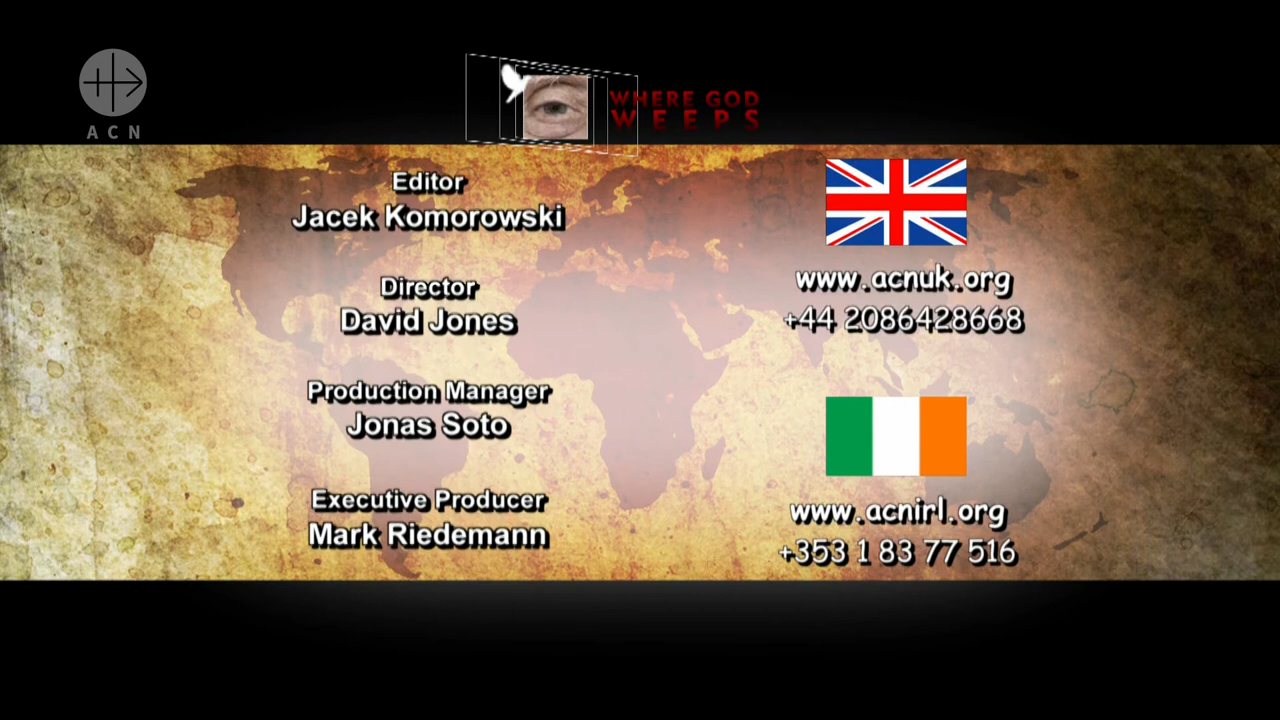 ACN
WHERE GOD
WEEPS
Editor
Jacek Komorowski
Director
David Jones
Production Manager
Jonas Soto
Executive Producer
Mark Riedemann
www.acnuk.org
+44 2086428668
www.acnirl.org
+353 1 83 77 516